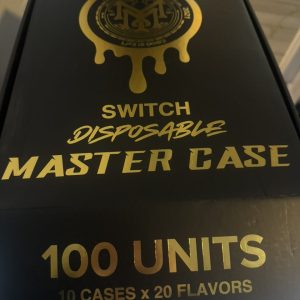 SWITCH
DISPOSABLE
MASTER CASE
100 UNITS
10 CASES x 20 FLAVORS